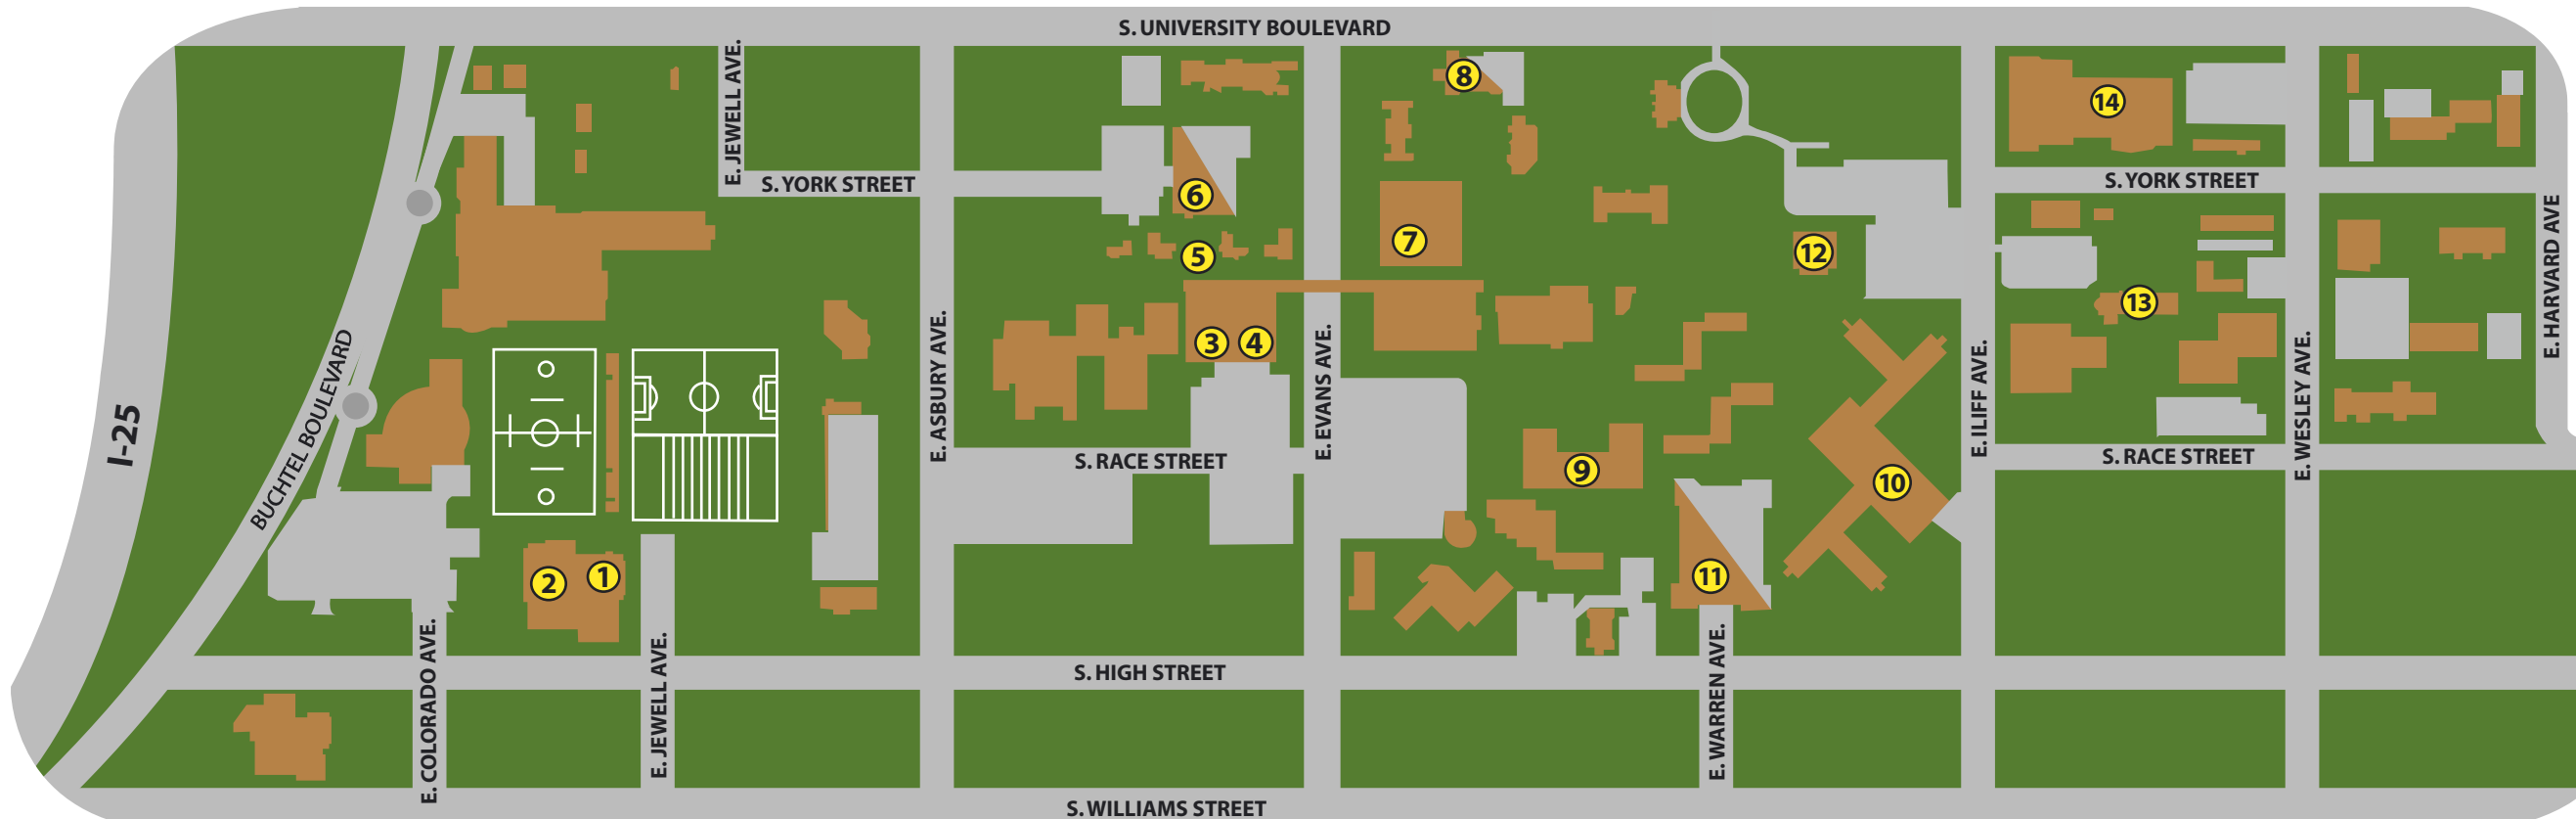 S. UNIVERSITY BOULEVARD
E. JEWELL AVE.
8
14
S. YORK STREET
S. YORK STREET
6
7
5
12
E. HARVARD AVE
13
3
4
E. ASBURY AVE.
E. EVANS AVE.
E. ILIFF AVE.
E. WESLEY AVE.
I-25
BUCHTEL BOULEVARD
S. RACE STREET
S. RACE STREET
9
10
2
1
11
S. HIGH STREET
E. COLORADO AVE.
E. JEWELL AVE.
E. WARREN AVE.
S. WILLIAMS STREET